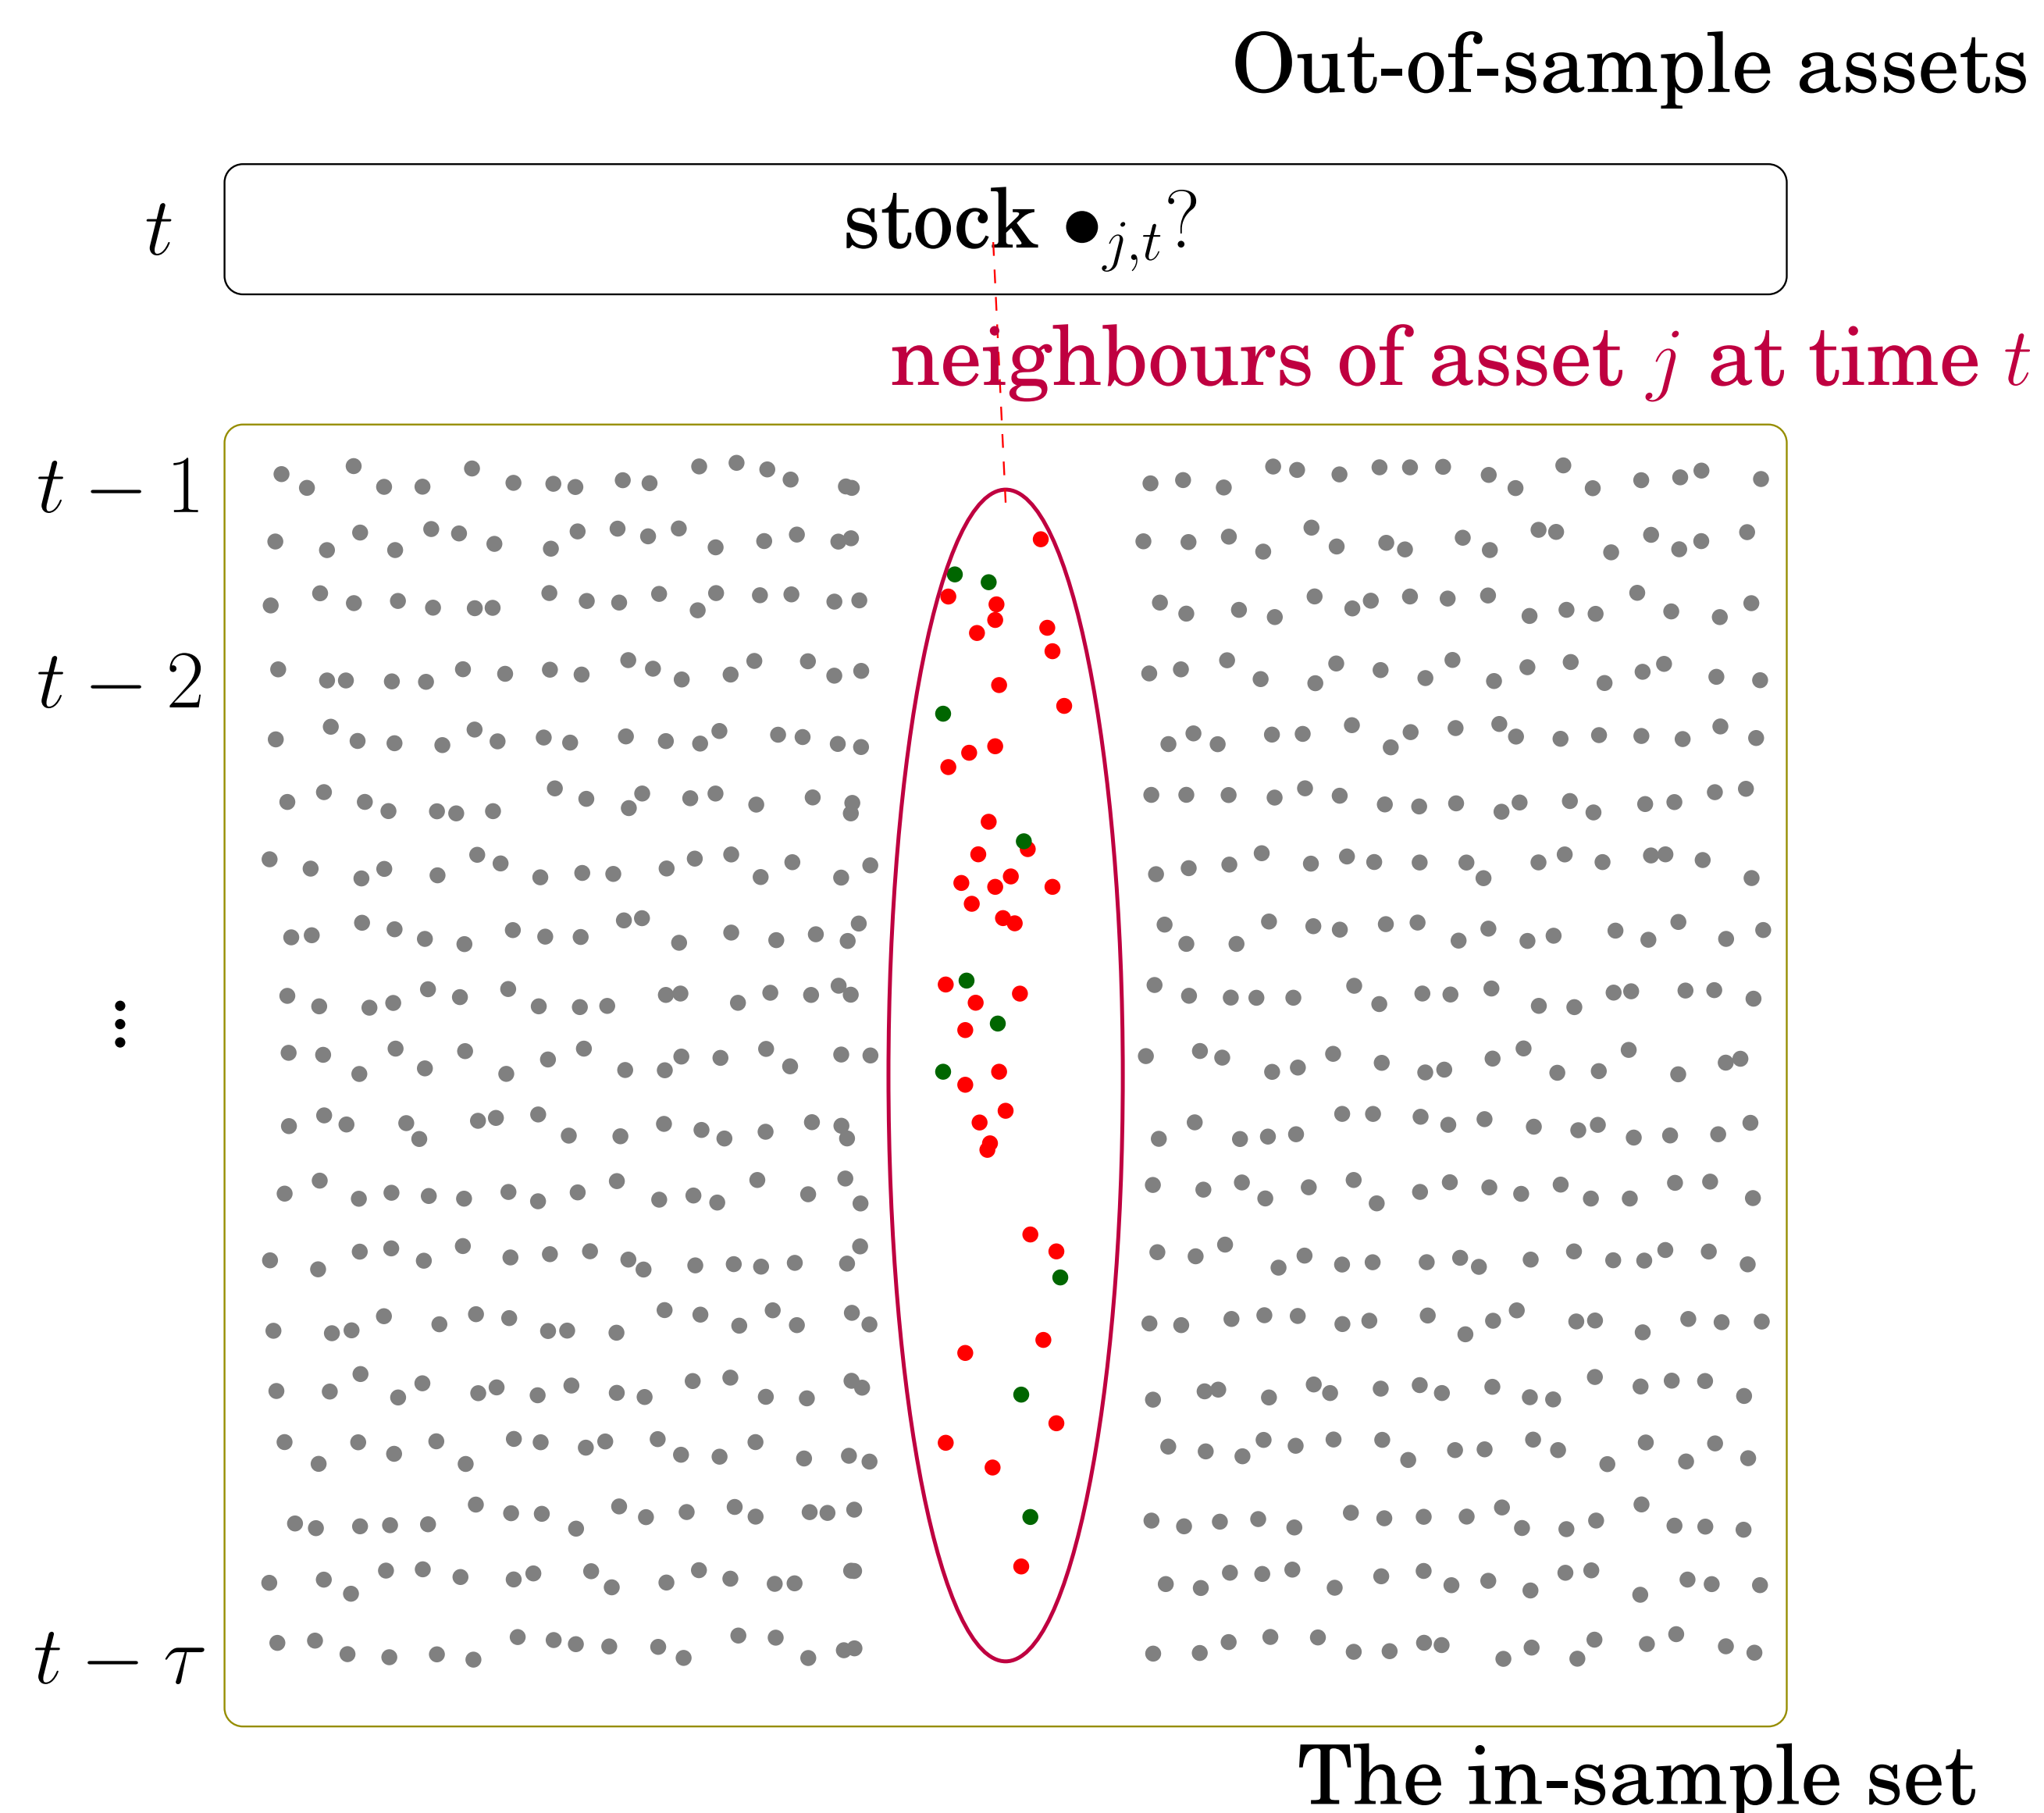 Out-of-sample assets
t
stock •j,t?
neighbours of asset j at time t
t − 1
t − 2
⋮
t − τ
The in-sample set